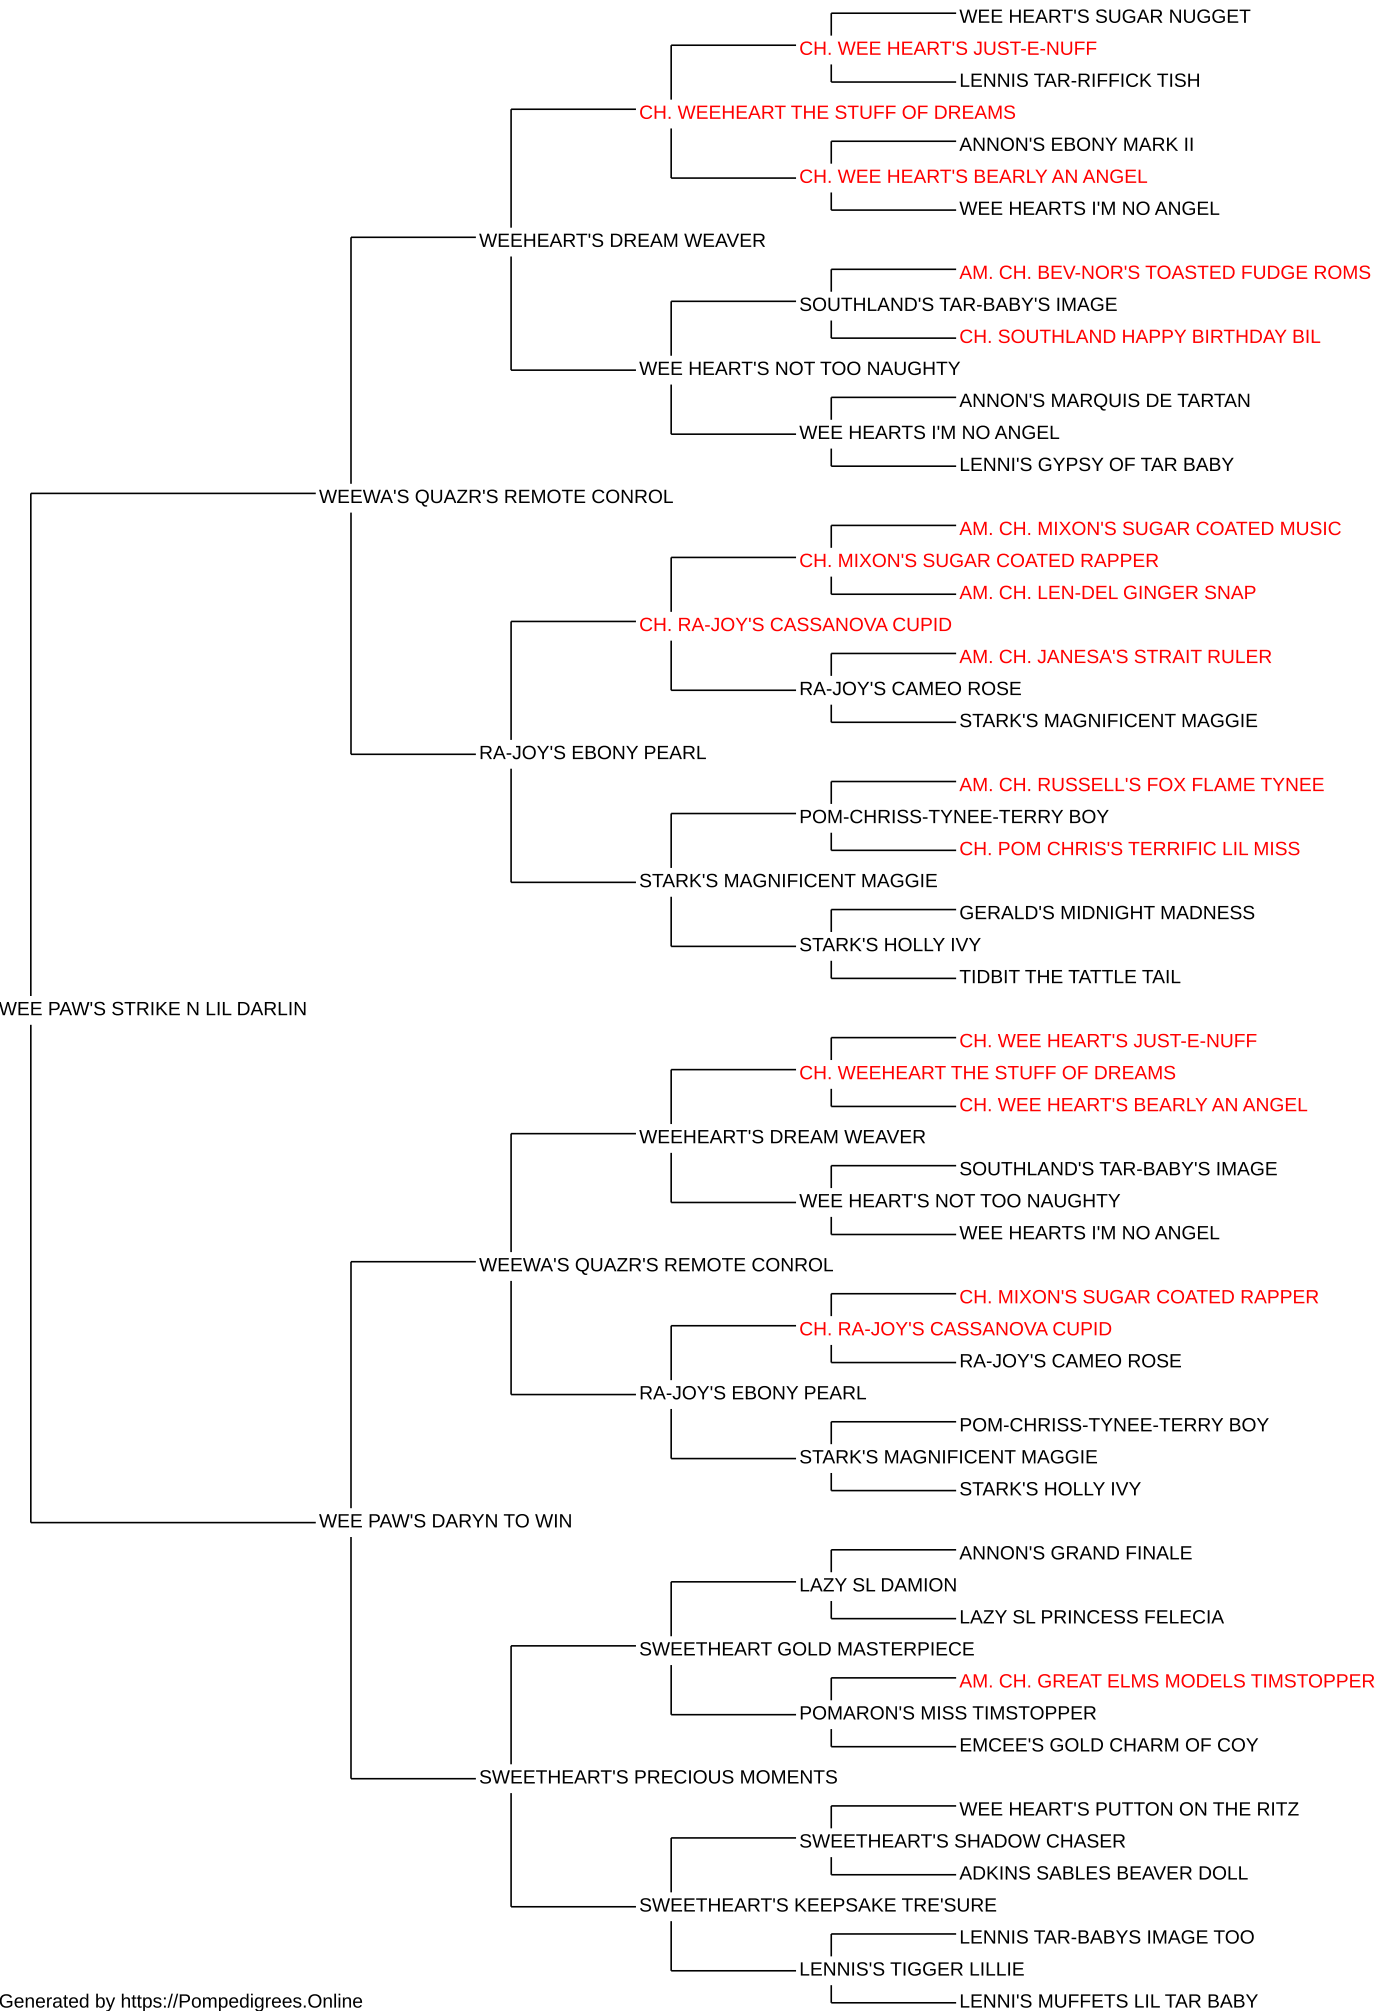 WEE HEART'S SUGAR NUGGET
CH. WEE HEART'S JUST-E-NUFF
LENNIS TAR-RIFFICK TISH
CH. WEEHEART THE STUFF OF DREAMS
ANNON'S EBONY MARK II
CH. WEE HEART'S BEARLY AN ANGEL
WEE HEARTS I'M NO ANGEL
WEEHEART'S DREAM WEAVER
AM. CH. BEV-NOR'S TOASTED FUDGE ROMS
SOUTHLAND'S TAR-BABY'S IMAGE
CH. SOUTHLAND HAPPY BIRTHDAY BIL
WEE HEART'S NOT TOO NAUGHTY
ANNON'S MARQUIS DE TARTAN
WEE HEARTS I'M NO ANGEL
LENNI'S GYPSY OF TAR BABY
WEEWA'S QUAZR'S REMOTE CONROL
AM. CH. MIXON'S SUGAR COATED MUSIC
CH. MIXON'S SUGAR COATED RAPPER
AM. CH. LEN-DEL GINGER SNAP
CH. RA-JOY'S CASSANOVA CUPID
AM. CH. JANESA'S STRAIT RULER
RA-JOY'S CAMEO ROSE
STARK'S MAGNIFICENT MAGGIE
RA-JOY'S EBONY PEARL
AM. CH. RUSSELL'S FOX FLAME TYNEE
POM-CHRISS-TYNEE-TERRY BOY
CH. POM CHRIS'S TERRIFIC LIL MISS
STARK'S MAGNIFICENT MAGGIE
GERALD'S MIDNIGHT MADNESS
STARK'S HOLLY IVY
TIDBIT THE TATTLE TAIL
WEE PAW'S STRIKE N LIL DARLIN
CH. WEE HEART'S JUST-E-NUFF
CH. WEEHEART THE STUFF OF DREAMS
CH. WEE HEART'S BEARLY AN ANGEL
WEEHEART'S DREAM WEAVER
SOUTHLAND'S TAR-BABY'S IMAGE
WEE HEART'S NOT TOO NAUGHTY
WEE HEARTS I'M NO ANGEL
WEEWA'S QUAZR'S REMOTE CONROL
CH. MIXON'S SUGAR COATED RAPPER
CH. RA-JOY'S CASSANOVA CUPID
RA-JOY'S CAMEO ROSE
RA-JOY'S EBONY PEARL
POM-CHRISS-TYNEE-TERRY BOY
STARK'S MAGNIFICENT MAGGIE
STARK'S HOLLY IVY
WEE PAW'S DARYN TO WIN
ANNON'S GRAND FINALE
LAZY SL DAMION
LAZY SL PRINCESS FELECIA
SWEETHEART GOLD MASTERPIECE
AM. CH. GREAT ELMS MODELS TIMSTOPPER
POMARON'S MISS TIMSTOPPER
EMCEE'S GOLD CHARM OF COY
SWEETHEART'S PRECIOUS MOMENTS
WEE HEART'S PUTTON ON THE RITZ
SWEETHEART'S SHADOW CHASER
ADKINS SABLES BEAVER DOLL
SWEETHEART'S KEEPSAKE TRE'SURE
LENNIS TAR-BABYS IMAGE TOO
LENNIS'S TIGGER LILLIE
LENNI'S MUFFETS LIL TAR BABY
Generated by https://Pompedigrees.Online